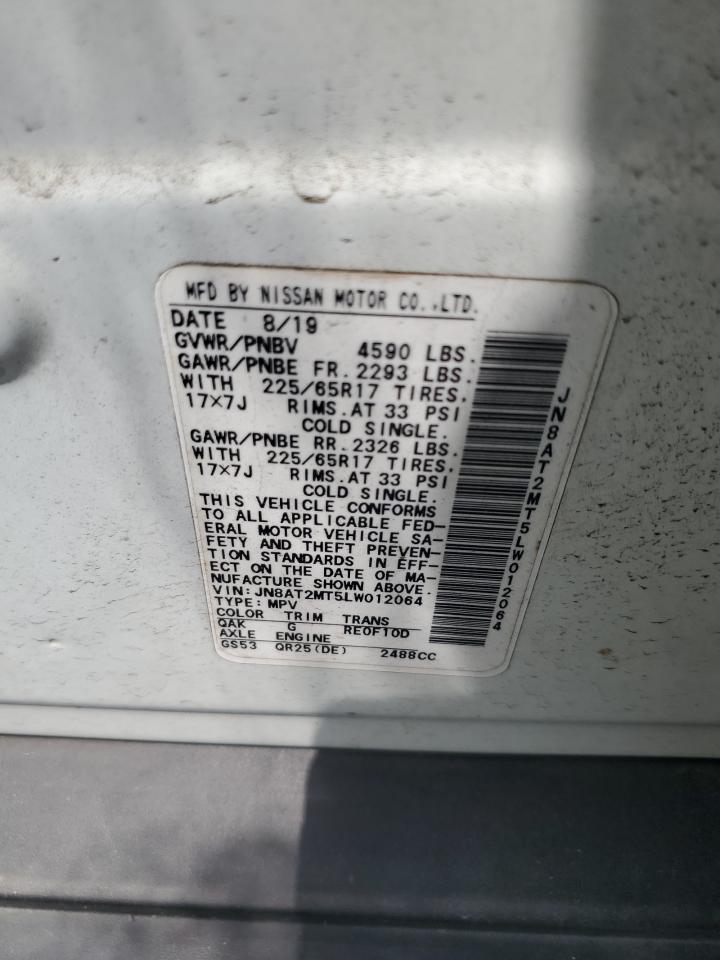 MFD BY NISSAN MOTOR CO.,LTD.
DATE 8/19
GVWR/PNBV 4590 LBS.
GAWR/PNBE FR.2293 LBS.
WITH 225/65R17 TIRES.
17×7J RIMS.AT 33 PSI
COLD SINGLE.
GAWR/PNBE RR.2326 LBS.
WITH 225/65R17 TIRES.
17×7J RIMS.AT 33 PSI
COLD SINGLE.
THIS VEHICLE CONFORMS
TO ALL APPLICABLE FED-
ERAL MOTOR VEHICLE SA-
FETY AND THEFT PREVEN-
TION STANDARDS IN EFF-
ECT ON THE DATE OF MA-
NUFACTURE SHOWN ABOVE.
VIN:JN8AT2MT5LW012064
TYPE:MPV
COLOR TRIM TRANS
QAK G RE0F10D
AXLE ENGINE
GS53 QR25(DE) 2488CC
JN8AT2MT5LW012064